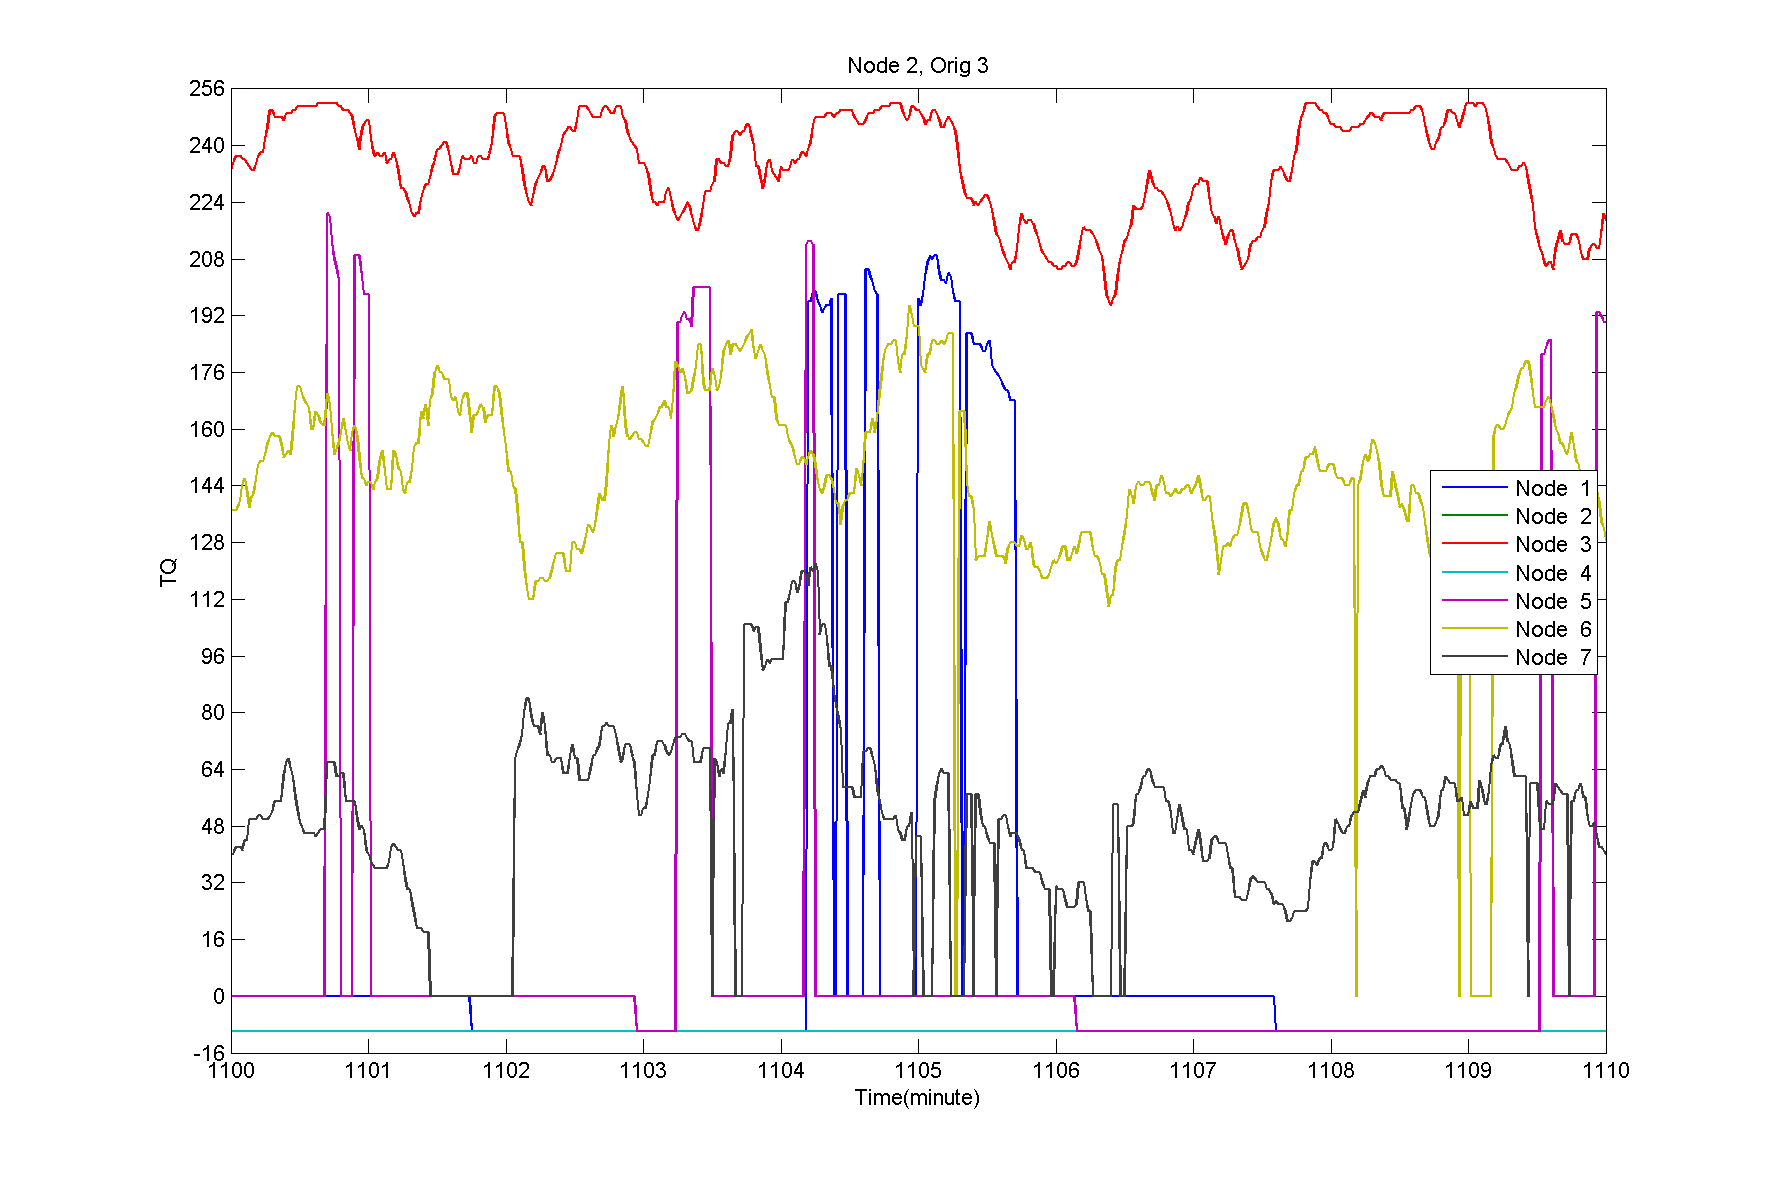 Node 2, Orig 3
256
240
224
208
192
176
160
144
128
112
96
80
64
48
32
16
0
-16
TQ
Node 1
Node 2
Node 3
Node 4
Node 5
Node 6
Node 7
1100 1101 1102 1103 1104 1105 1106 1107 1108 1109 1110
Time(minute)